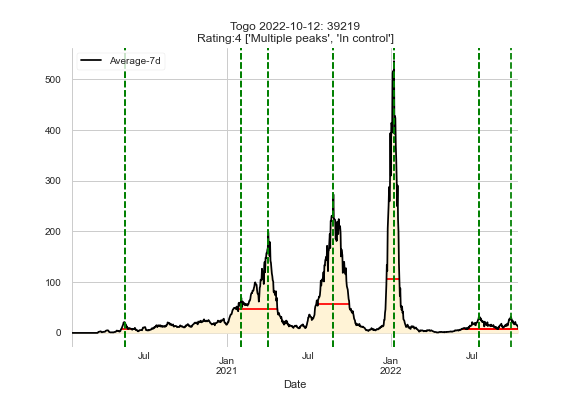 Togo 2022-10-12: 39219
Rating:4 ['Multiple peaks', 'In control']
Average-7d
500
400
300
200
100
0
Jul
Jan
2021
Jul
Jan
2022
Jul
Date